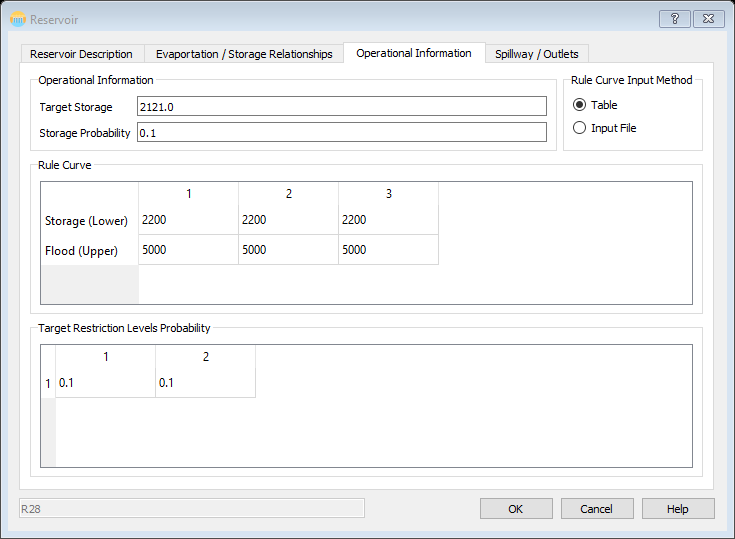 Reservoir
Reservoir Description Evaportation / Storage Relationships Operational Information Spillway / Outlets
Operational Information
Target Storage 2121.0
Storage Probability 0.1
Rule Curve Input Method
Table
Input File
Rule Curve
1 2 3
Storage (Lower) 2200 2200 2200
Flood (Upper) 5000 5000 5000
Target Restriction Levels Probability
1 2
1 0.1 0.1
R28 OK Cancel Help